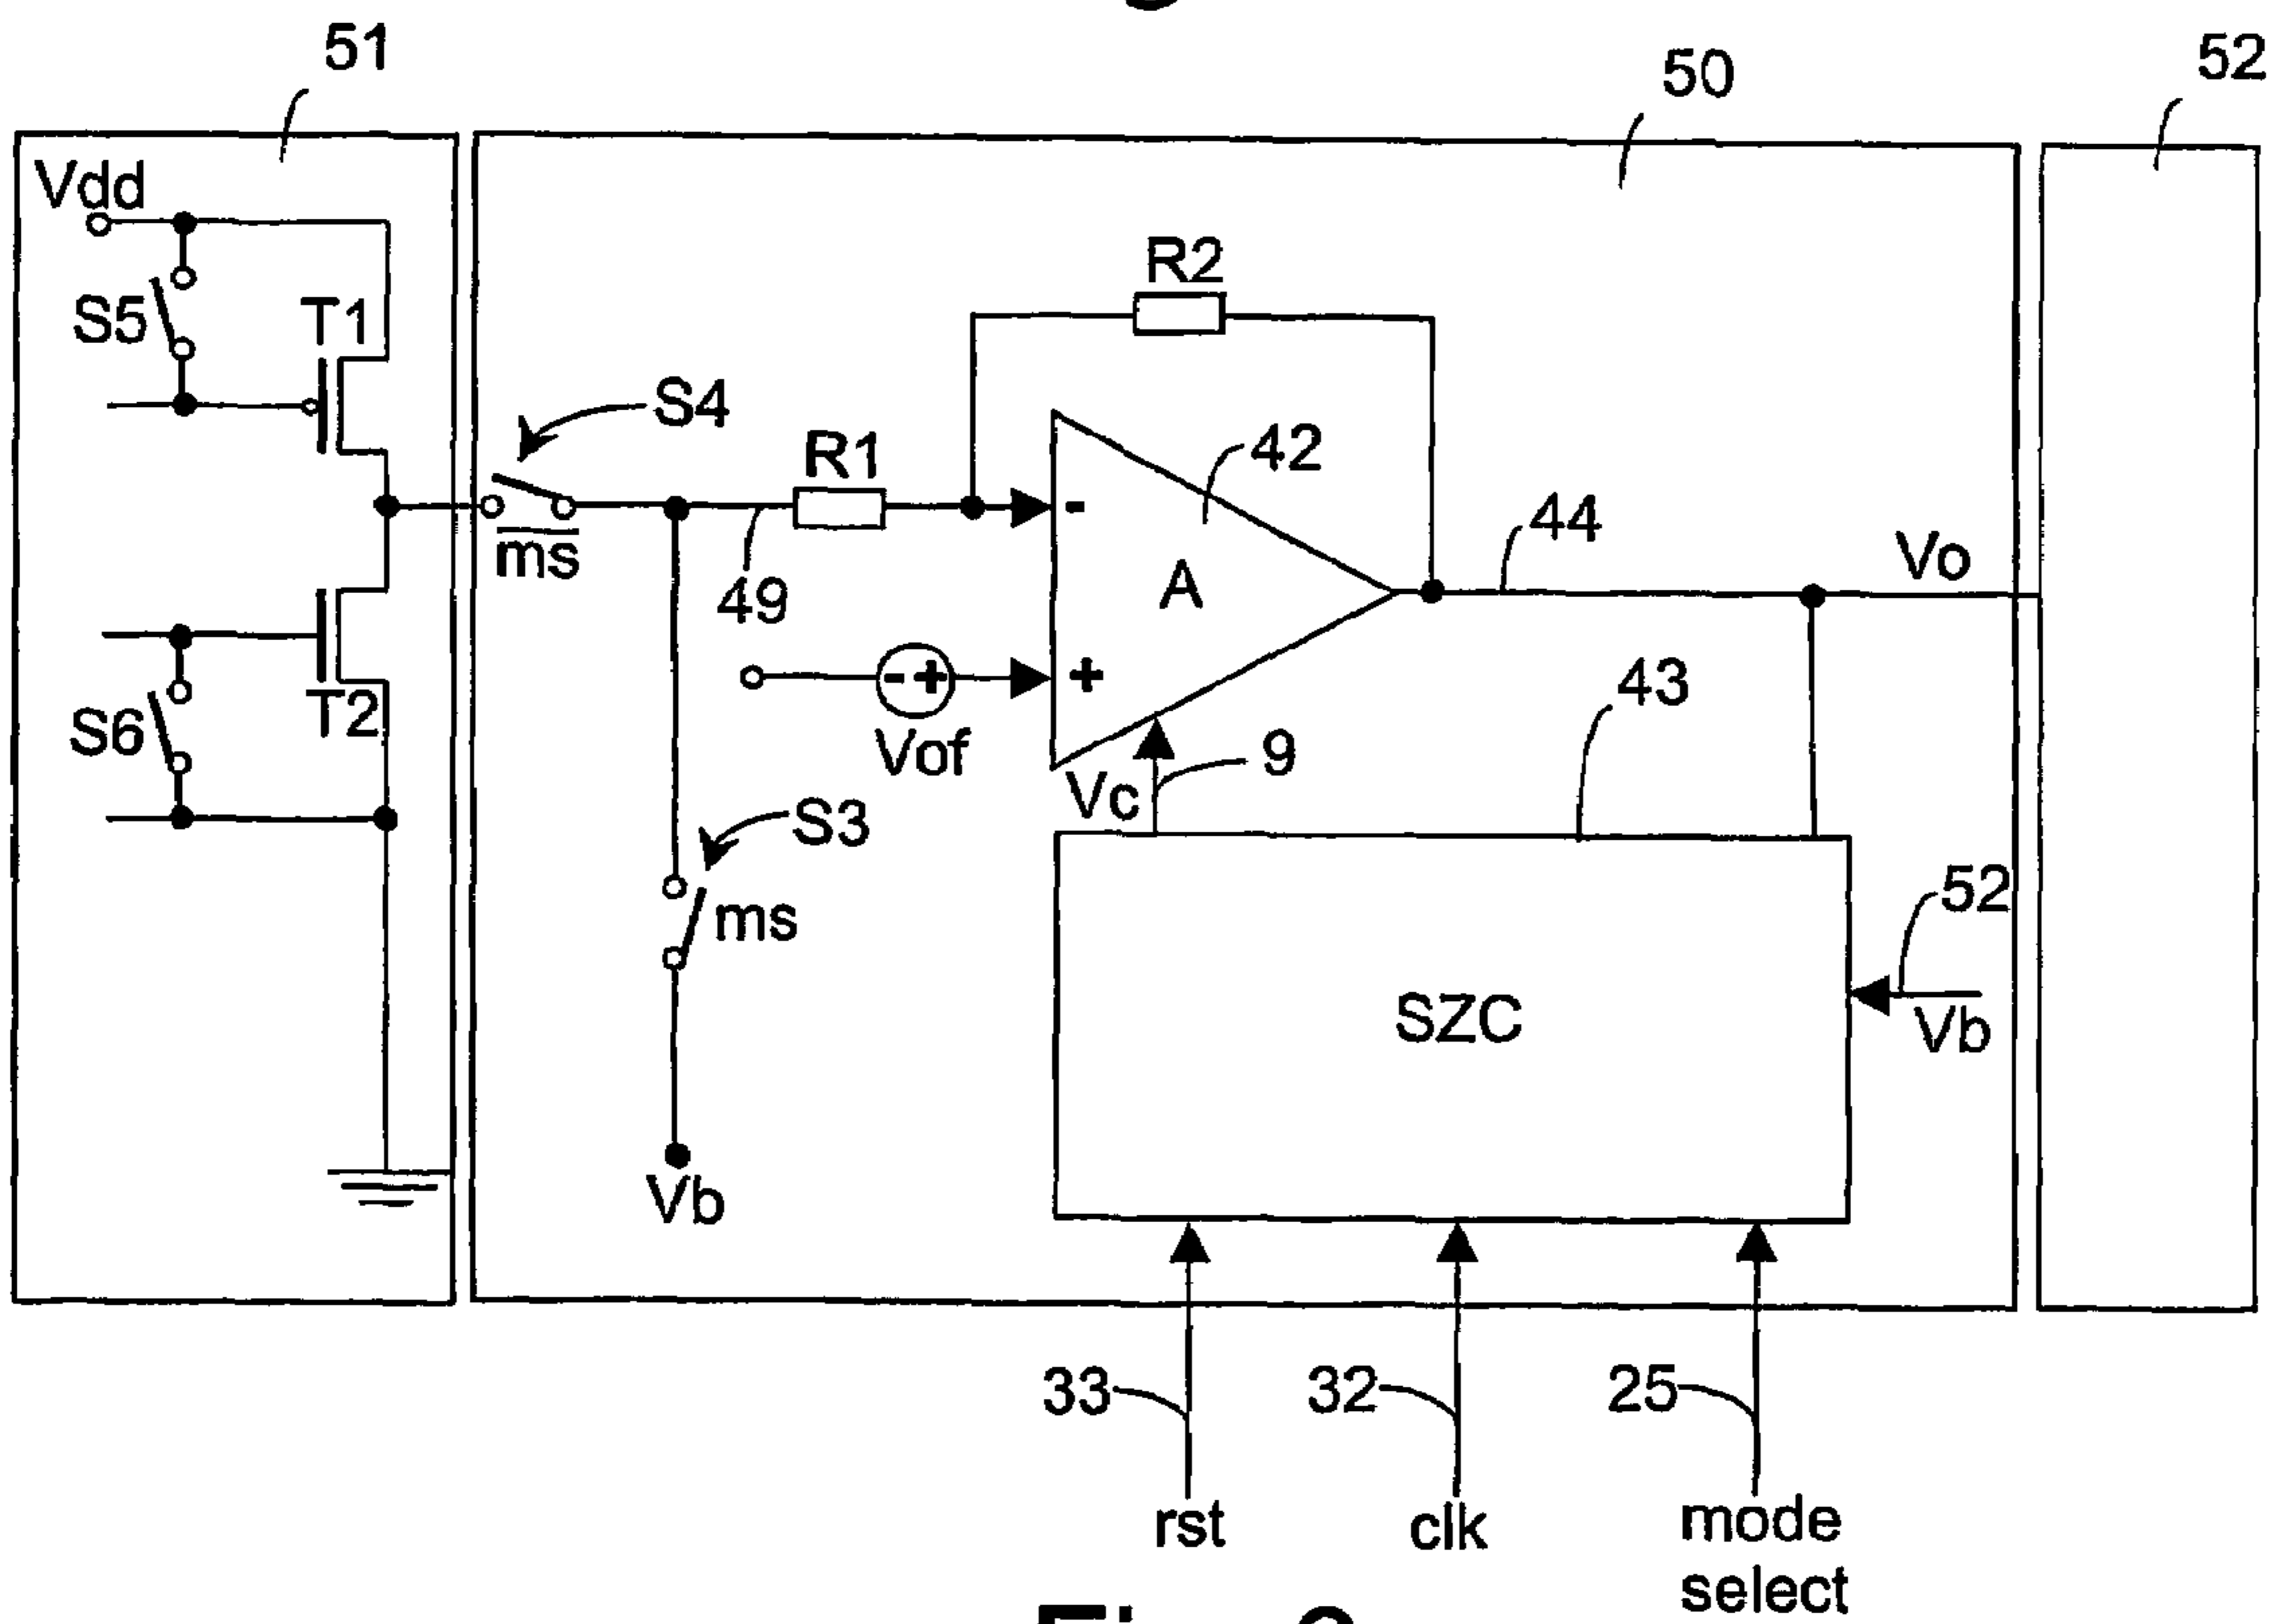 51
50
52
Vdd
S5
T1
R2
S4
R1
42
ms
49
A
-
44
Vo
+
- +
Vof
T2
S6
43
Vc
9
S3
ms
52
Vb
SZC
Vb
33
32
25
rst
clk
mode
select